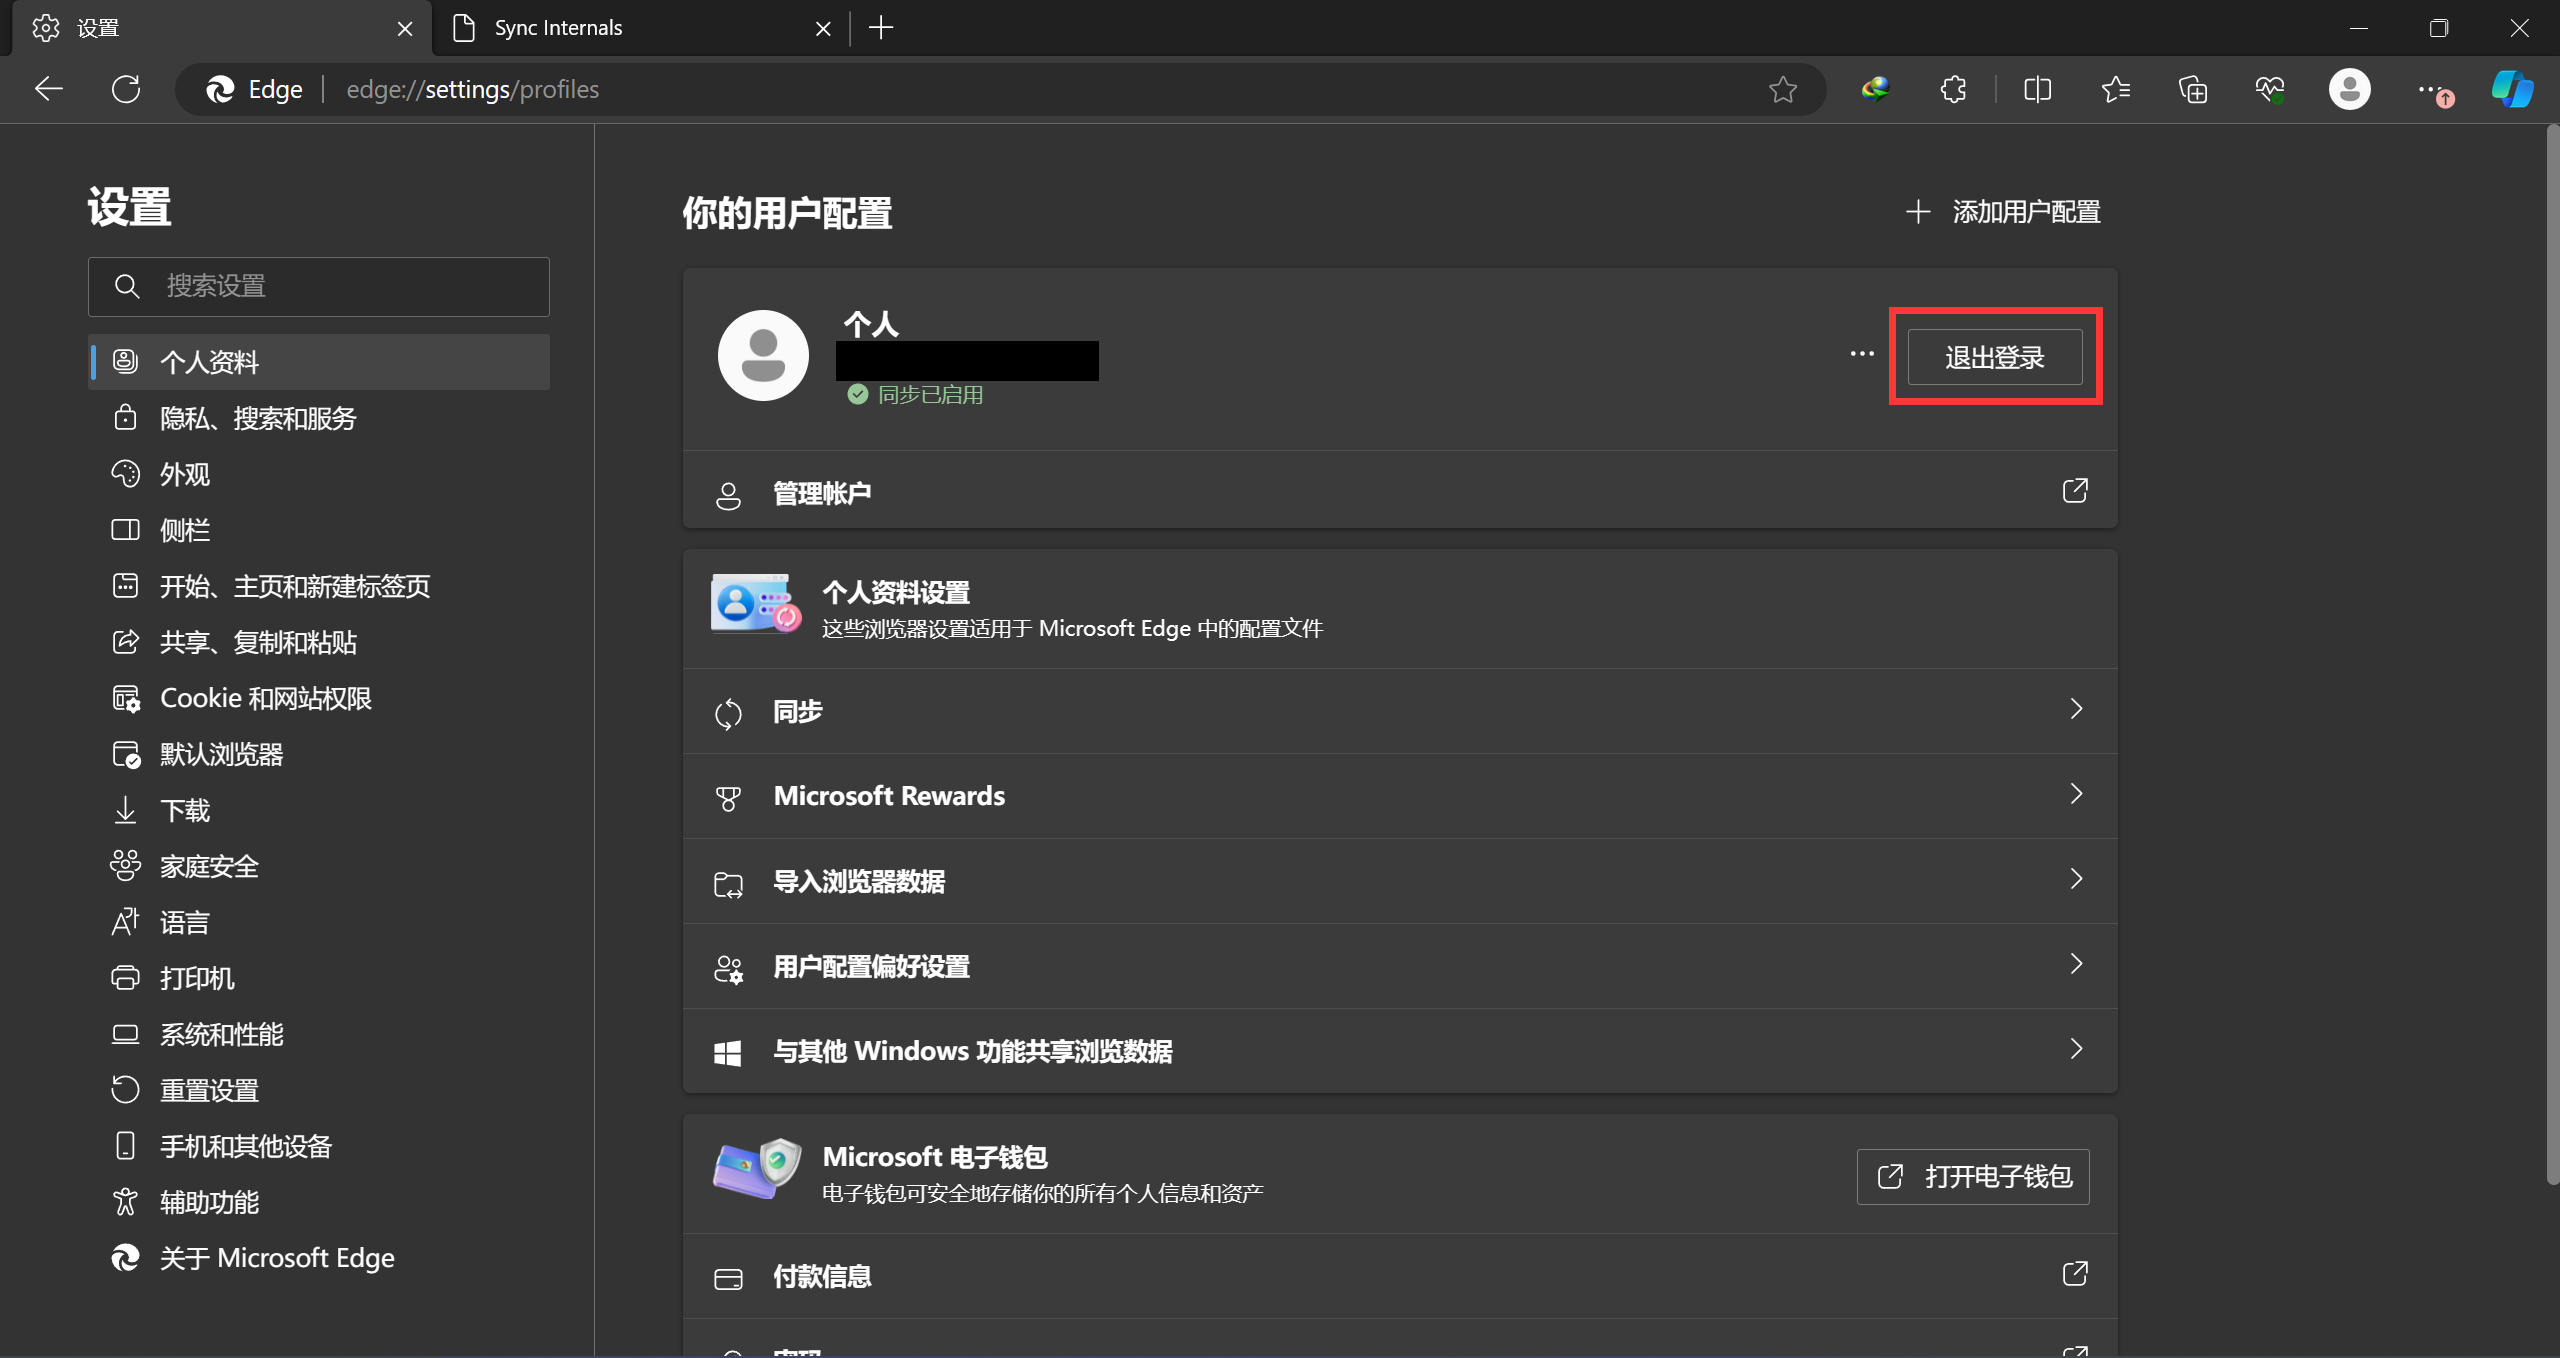 设置
Sync Internals
Edge
edge://settings/profiles
设置
搜索设置
个人资料
隐私、搜索和服务
外观
侧栏
开始、主页和新建标签页
共享、复制和粘贴
Cookie 和网站权限
默认浏览器
下载
家庭安全
语言
打印机
系统和性能
重置设置
手机和其他设备
辅助功能
关于 Microsoft Edge
你的用户配置
添加用户配置
个人
同步已启用
退出登录
管理帐户
个人资料设置
这些浏览器设置适用于 Microsoft Edge 中的配置文件
同步
Microsoft Rewards
导入浏览器数据
用户配置偏好设置
与其他 Windows 功能共享浏览数据
Microsoft 电子钱包
电子钱包可安全地存储你的所有个人信息和资产
打开电子钱包
付款信息